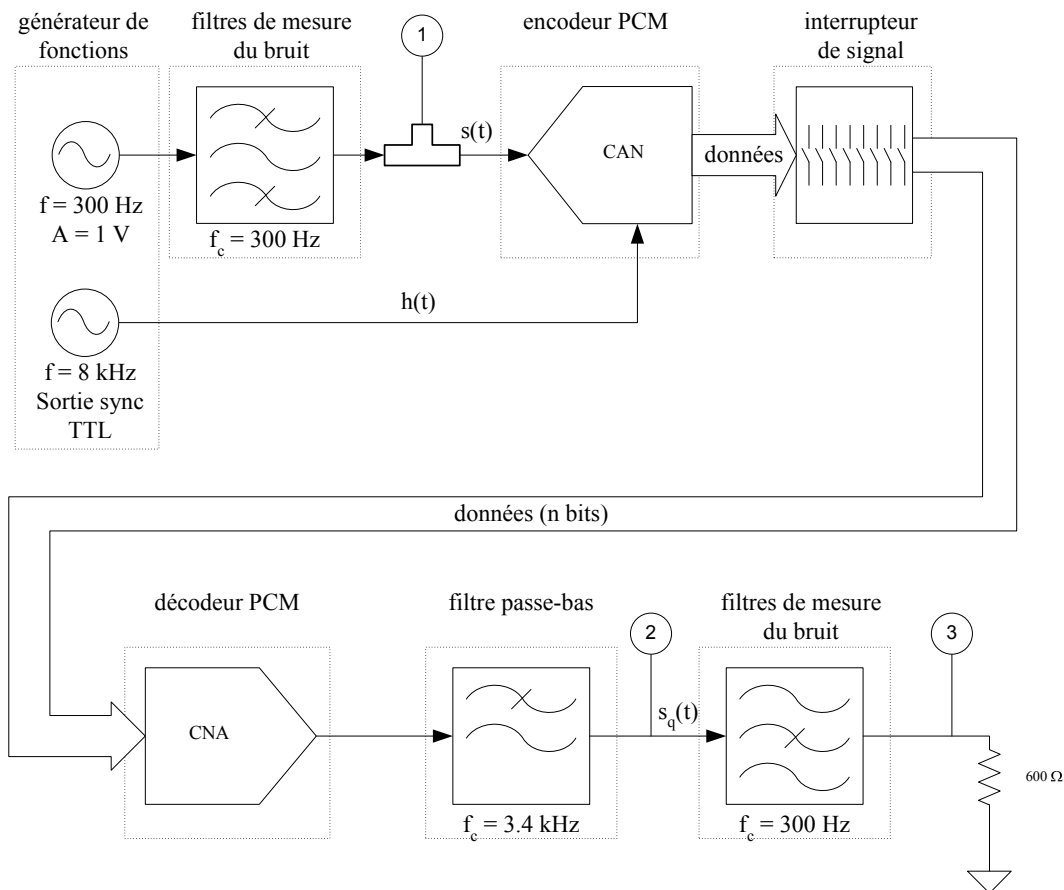 générateur de
fonctions
filtres de mesure
du bruit
1
encodeur PCM
interrupteur
de signal
s(t)
CAN
données
f = 300 Hz
A = 1 V
f_c = 300 Hz
h(t)
f = 8 kHz
Sortie sync
TTL
données (n bits)
décodeur PCM
filtre passe-bas
filtres de mesure
du bruit
2
3
s_q(t)
CNA
600 Ω
f_c = 3.4 kHz
f_c = 300 Hz